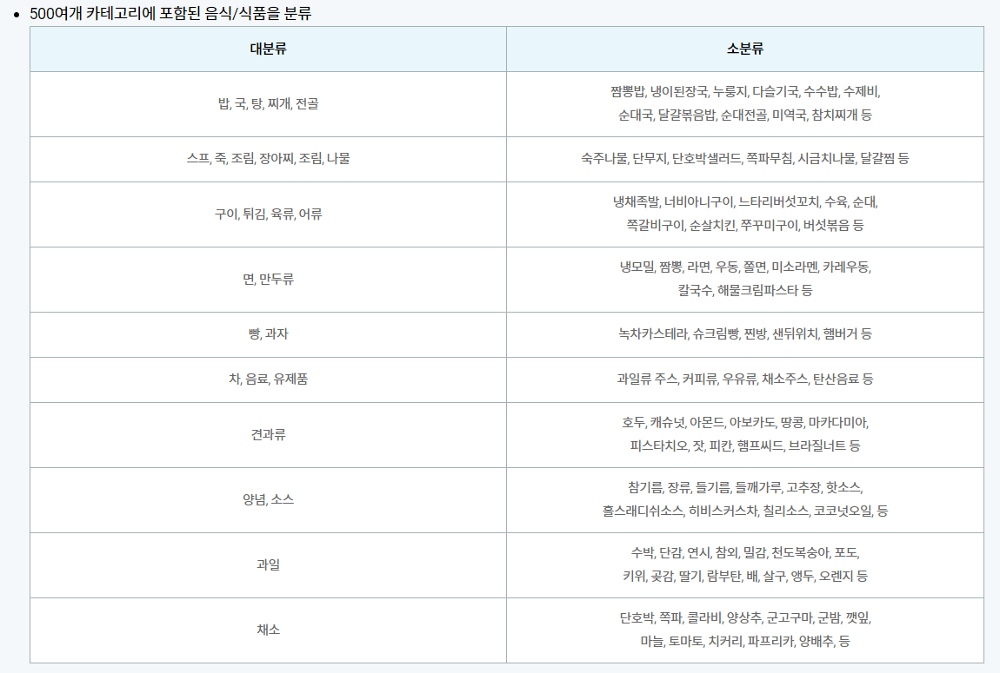 500여개 카테고리에 포함된 음식/식품을 분류
대분류
소분류
밥, 국, 탕, 찌개, 전골
짬뽕밥, 냉이된장국, 누룽지, 다슬기국, 수수밥, 수제비,
순대국, 달걀볶음밥, 순대전골, 미역국, 참치찌개 등
스프, 죽, 조림, 장아찌, 조림, 나물
숙주나물, 단무지, 단호박샐러드, 쪽파무침, 시금치나물, 달걀찜 등
구이, 튀김, 육류, 어류
냉채족발, 너비아니구이, 느타리버섯꼬치, 수육, 순대,
쪽갈비구이, 순살치킨, 쭈꾸미구이, 버섯볶음 등
면, 만두류
냉모밀, 짬뽕, 라면, 우동, 쫄면, 미소라멘, 카레우동,
칼국수, 해물크림파스타 등
빵, 과자
녹차카스테라, 슈크림빵, 찐방, 샌뒤위치, 햄버거 등
차, 음료, 유제품
과일류 주스, 커피류, 우유류, 채소주스, 탄산음료 등
견과류
호두, 캐슈넛, 아몬드, 아보카도, 땅콩, 마카다미아,
피스타치오, 잣, 피칸, 햄프씨드, 브라질너트 등
양념, 소스
참기름, 장류, 들기름, 들깨가루, 고추장, 핫소스,
홀스래디쉬소스, 히비스커스차, 칠리소스, 코코넛오일, 등
과일
수박, 단감, 연시, 참외, 밀감, 천도복숭아, 포도,
키위, 곶감, 딸기, 람부탄, 배, 살구, 앵두, 오렌지 등
채소
단호박, 쪽파, 콜라비, 양상추, 군고구마, 군밤, 깻잎,
마늘, 토마토, 치커리, 파프리카, 양배추, 등